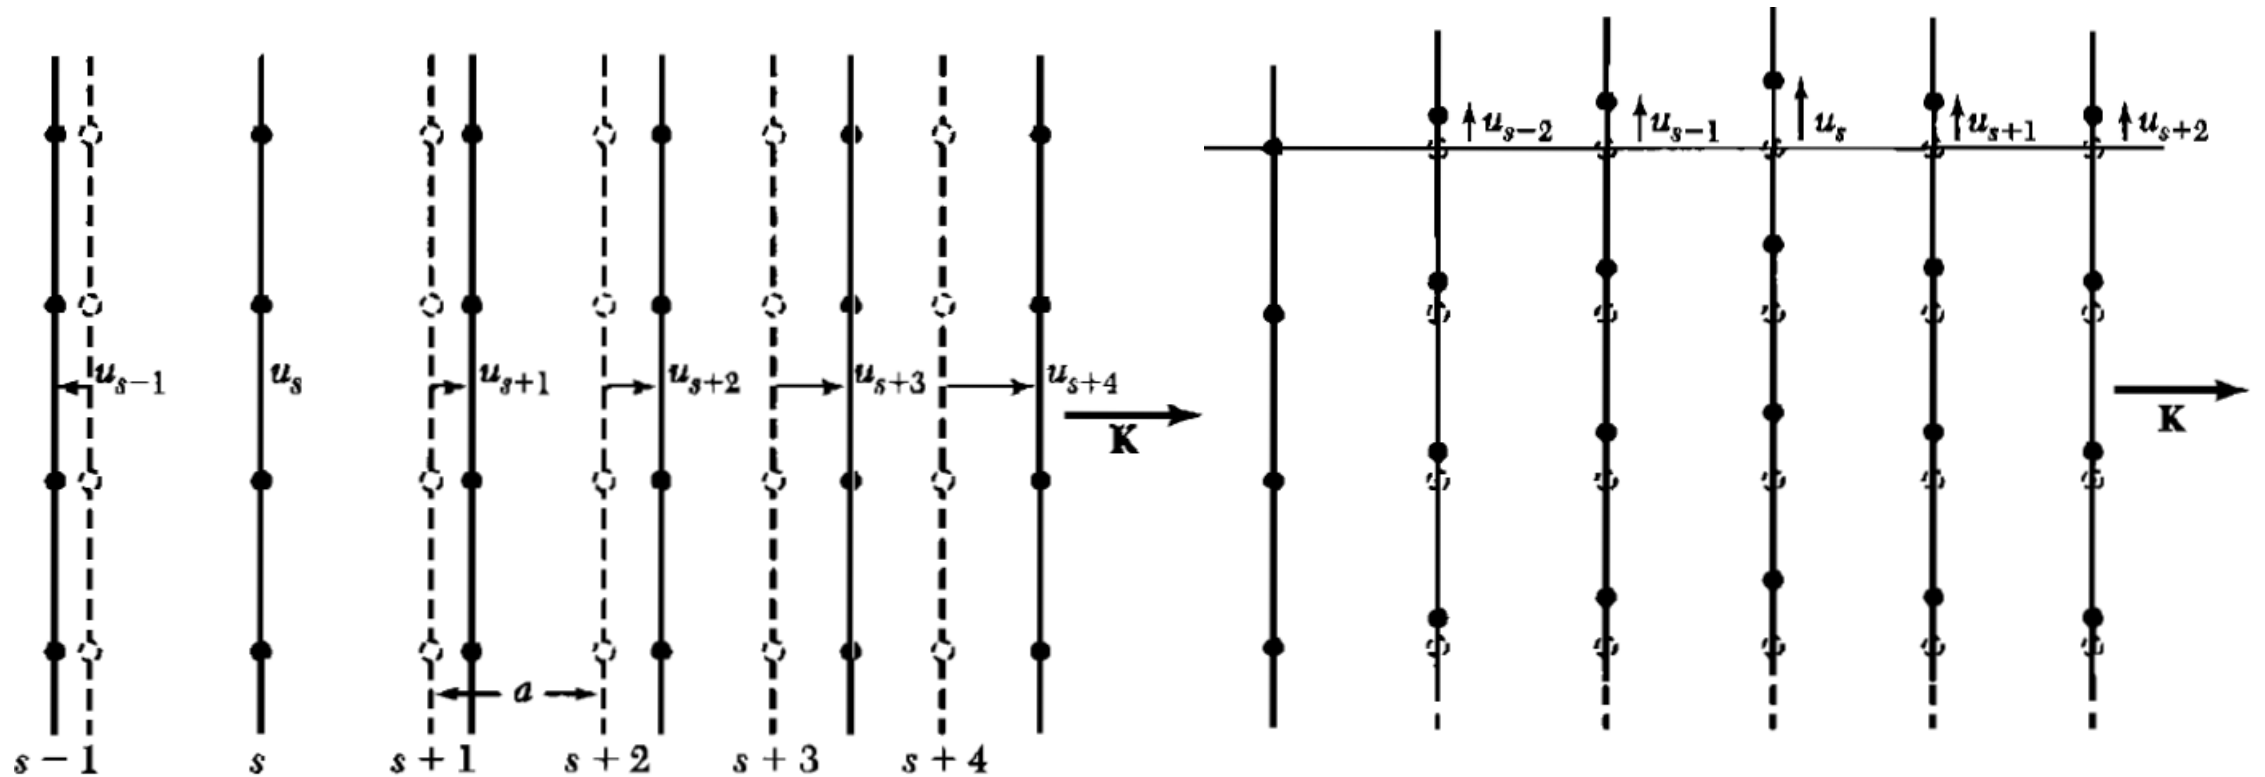 u_{s-2} u_{s-1} u_s u_{s+1} u_{s+2}
u_{s-1} u_s u_{s+1} u_{s+2} u_{s+3} u_{s+4}
K
K
a
s − 1 s s + 1 s + 2 s + 3 s + 4